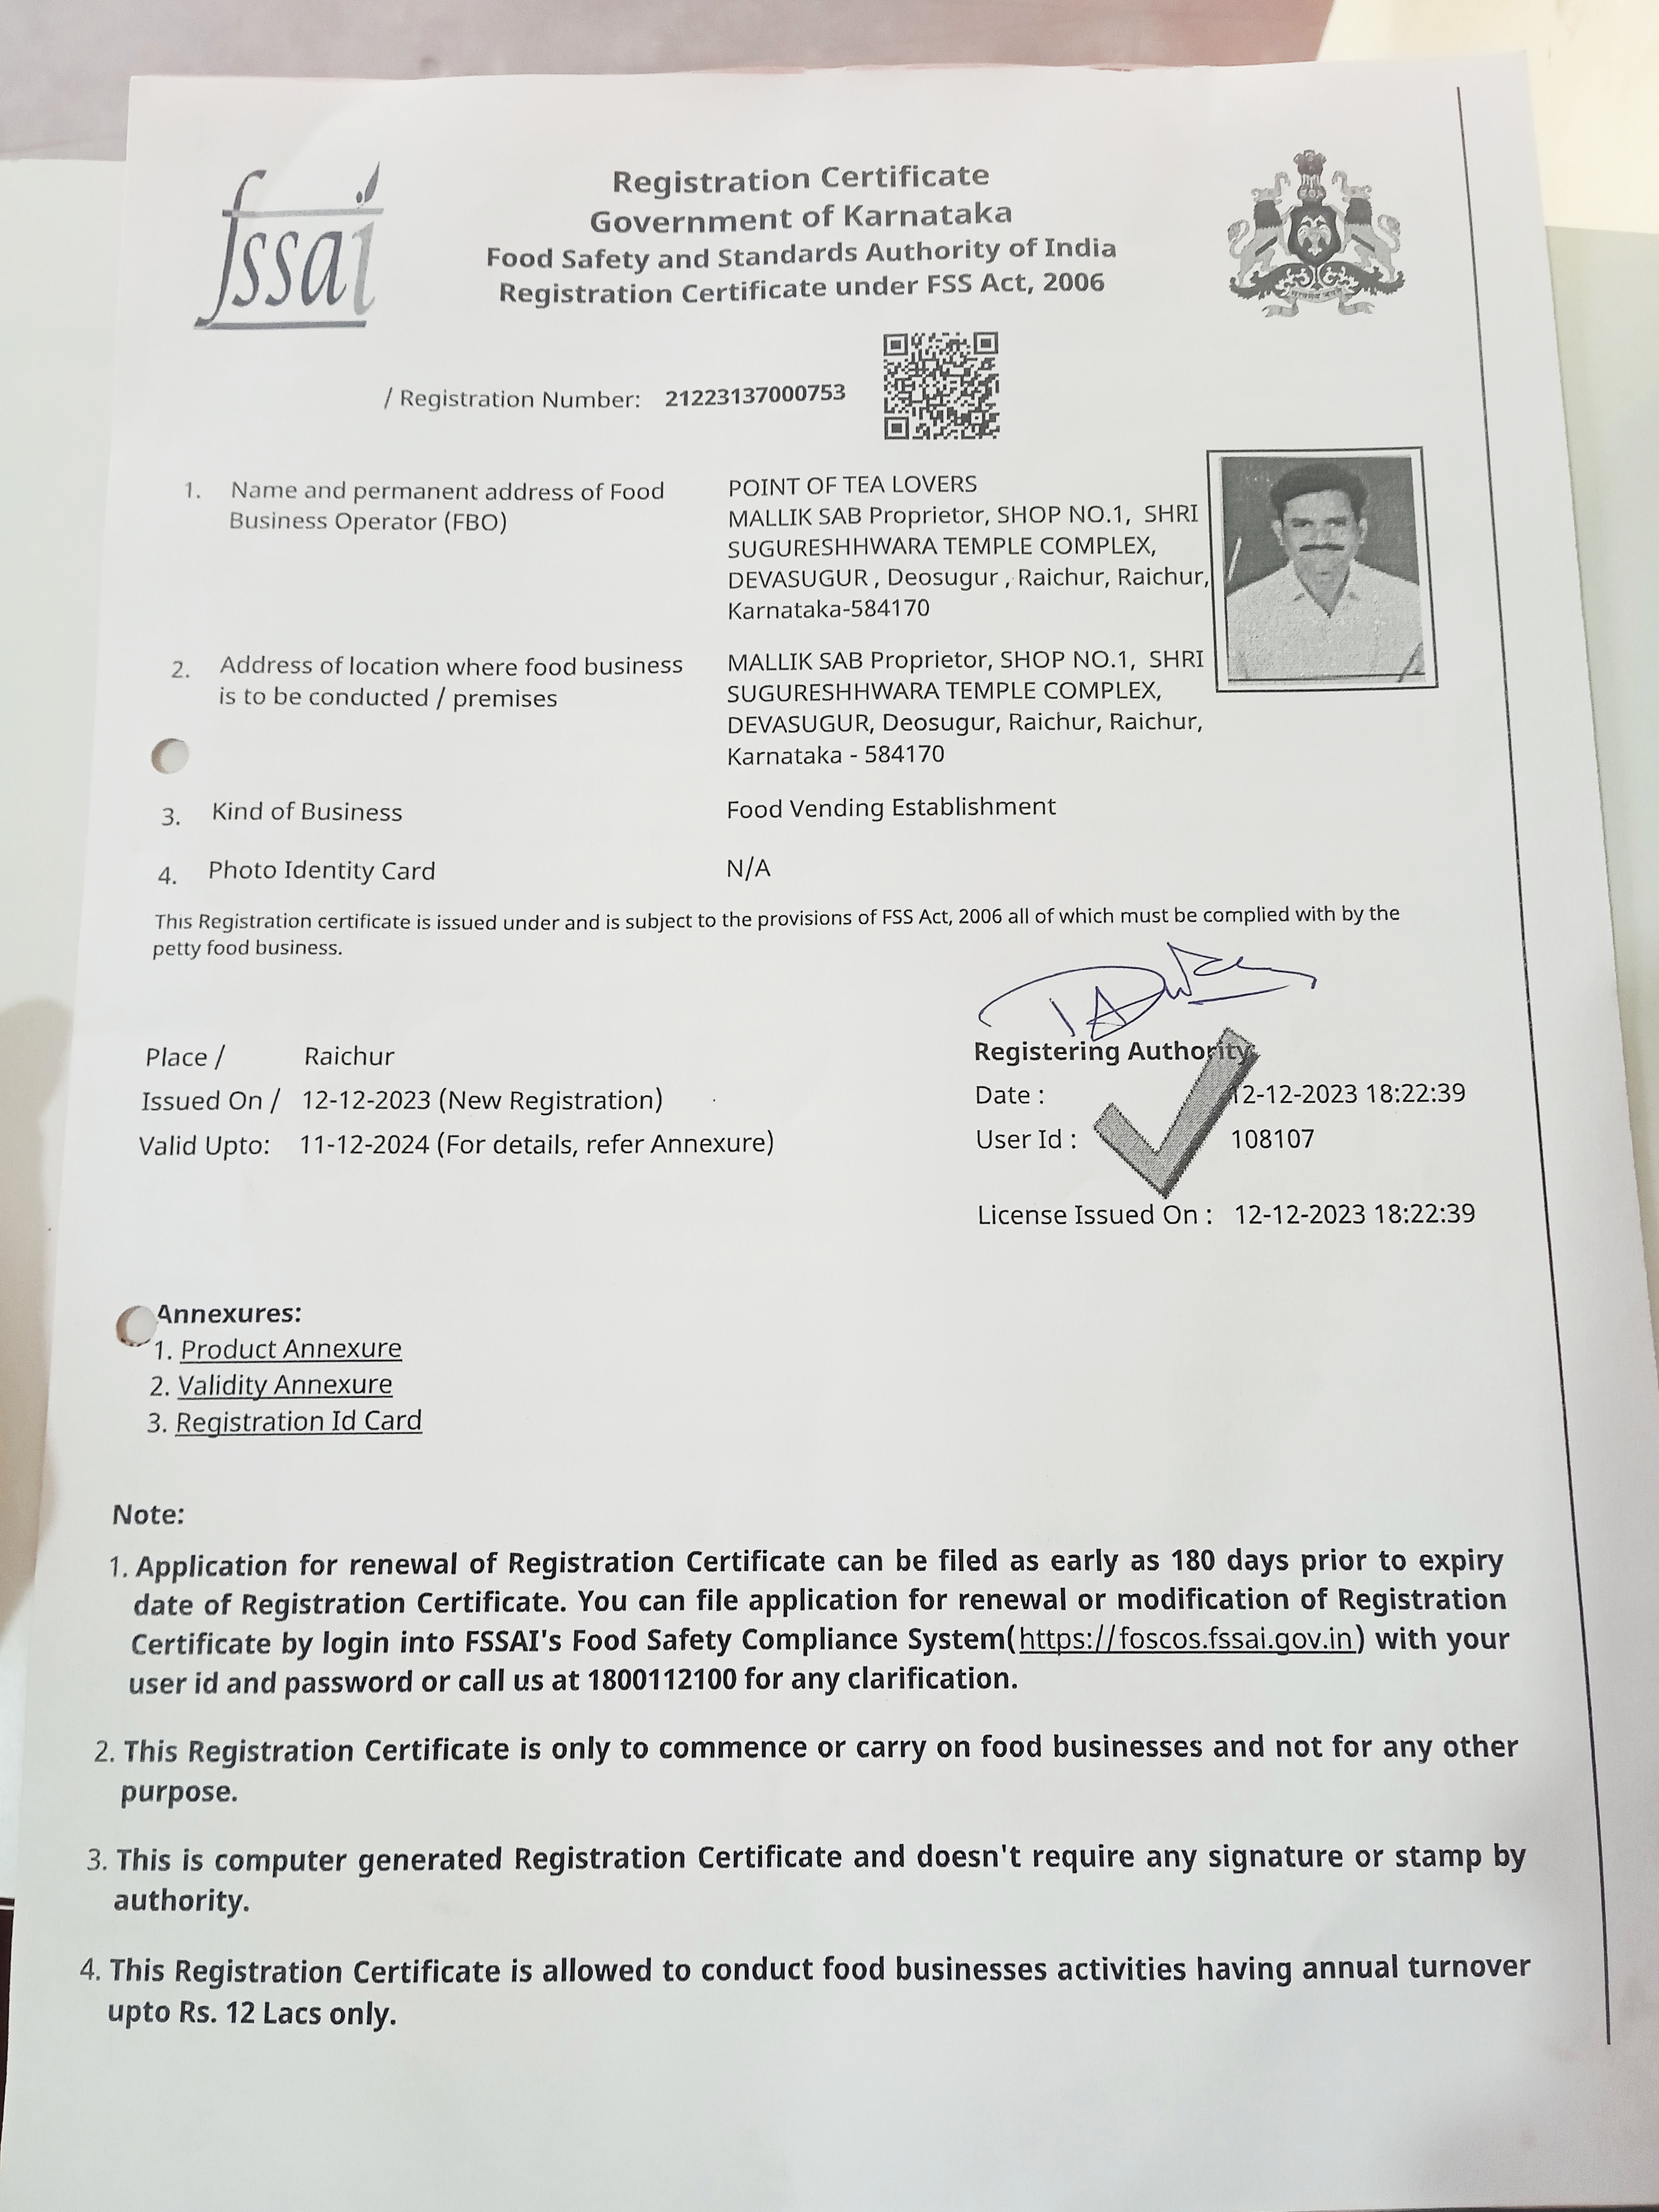 fssai
Registration Certificate
Government of Karnataka
Food Safety and Standards Authority of India
Registration Certificate under FSS Act, 2006
/ Registration Number: 21223137000753
1. Name and permanent address of Food
Business Operator (FBO)
POINT OF TEA LOVERS
MALLIK SAB Proprietor, SHOP NO.1, SHRI
SUGURESHHWARA TEMPLE COMPLEX,
DEVASUGUR , Deosugur , Raichur, Raichur,
Karnataka-584170
2. Address of location where food business
is to be conducted / premises
MALLIK SAB Proprietor, SHOP NO.1, SHRI
SUGURESHHWARA TEMPLE COMPLEX,
DEVASUGUR, Deosugur, Raichur, Raichur,
Karnataka - 584170
3. Kind of Business Food Vending Establishment
4. Photo Identity Card N/A
This Registration certificate is issued under and is subject to the provisions of FSS Act, 2006 all of which must be complied with by the
petty food business.
Place / Raichur
Issued On / 12-12-2023 (New Registration)
Valid Upto: 11-12-2024 (For details, refer Annexure)
Registering Authority
Date : 12-12-2023 18:22:39
User Id : 108107
License Issued On : 12-12-2023 18:22:39
Annexures:
1. Product Annexure
2. Validity Annexure
3. Registration Id Card
Note:
1. Application for renewal of Registration Certificate can be filed as early as 180 days prior to expiry
date of Registration Certificate. You can file application for renewal or modification of Registration
Certificate by login into FSSAI's Food Safety Compliance System(https://foscos.fssai.gov.in) with your
user id and password or call us at 1800112100 for any clarification.
2. This Registration Certificate is only to commence or carry on food businesses and not for any other
purpose.
3. This is computer generated Registration Certificate and doesn't require any signature or stamp by
authority.
4. This Registration Certificate is allowed to conduct food businesses activities having annual turnover
upto Rs. 12 Lacs only.